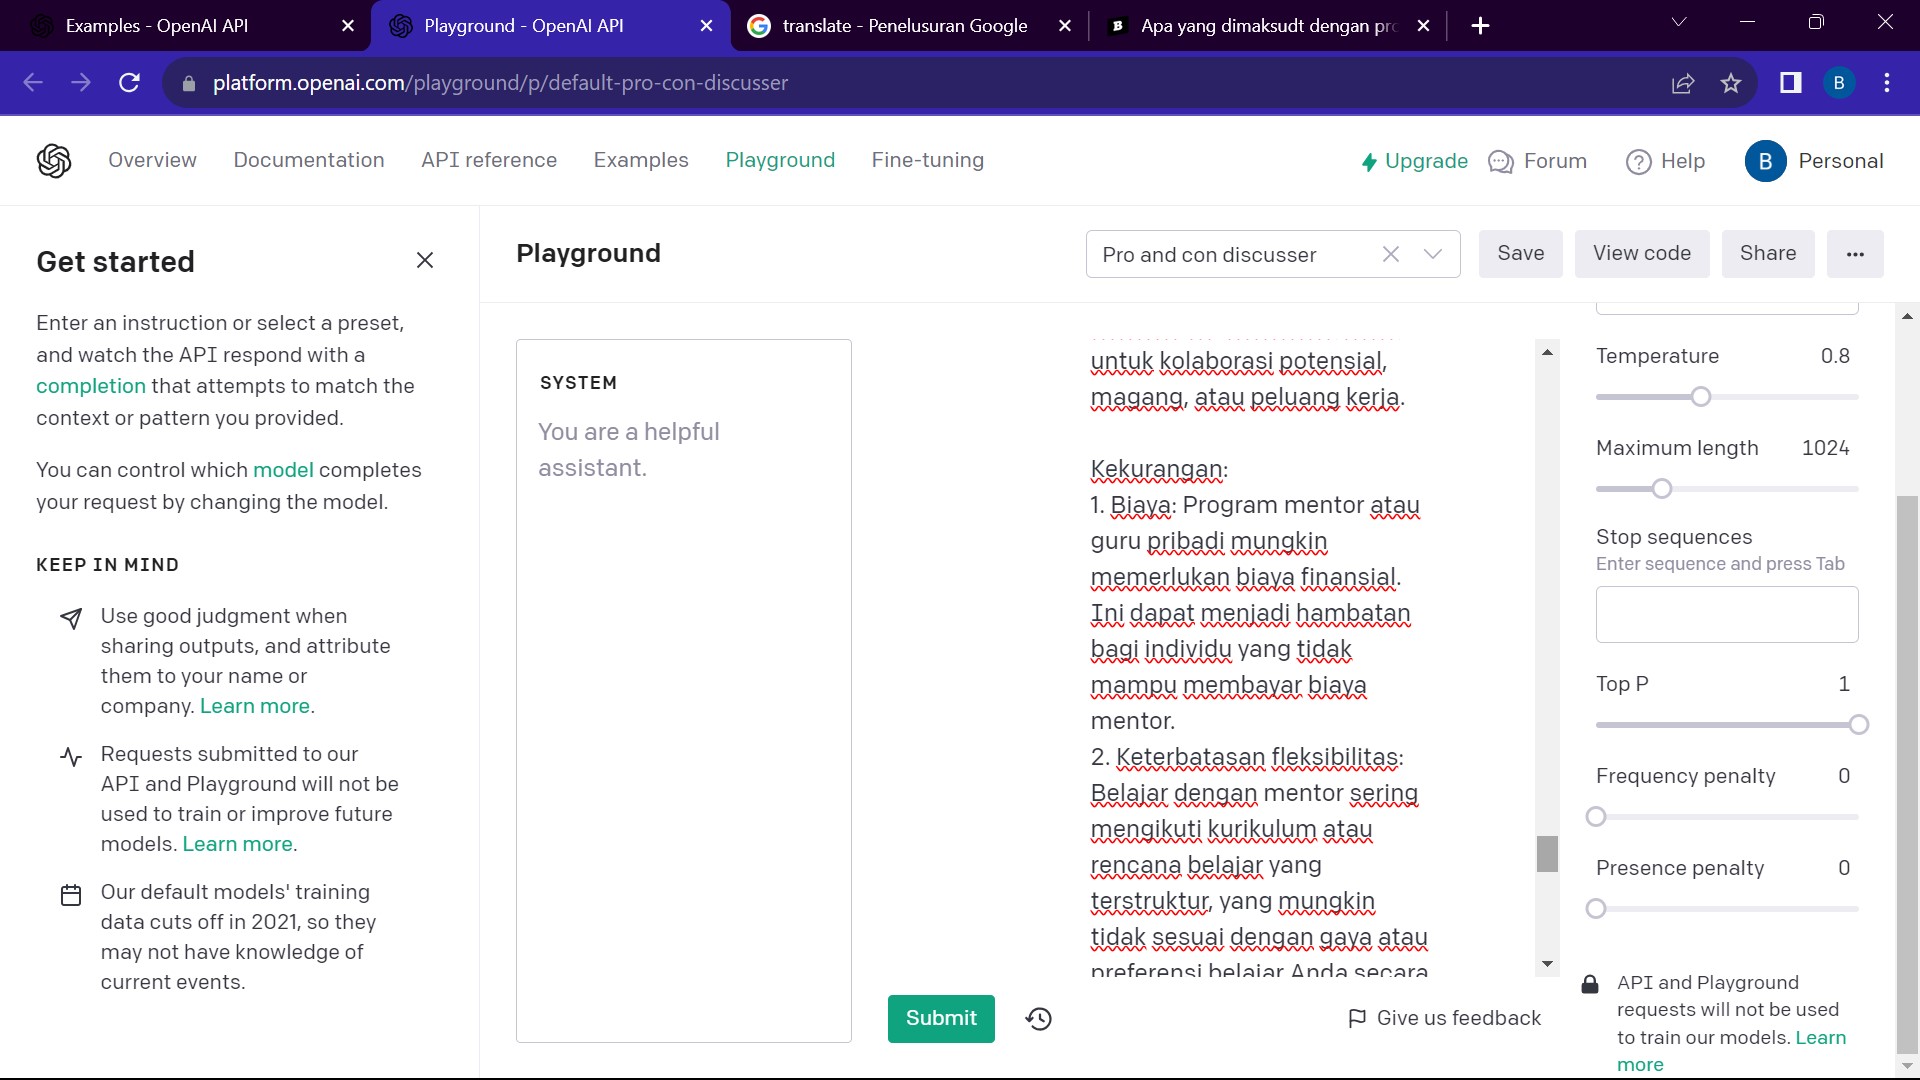 Examples - OpenAI API
Playground - OpenAI API
translate - Penelusuran Google
Apa yang dimaksudt dengan pro
platform.openai.com/playground/p/default-pro-con-discusser
B
Overview
Documentation
API reference
Examples
Playground
Fine-tuning
Upgrade
Forum
Help
B
Personal
Get started
Enter an instruction or select a preset,
and watch the API respond with a
completion that attempts to match the
context or pattern you provided.
You can control which model completes
your request by changing the model.
KEEP IN MIND
Use good judgment when
sharing outputs, and attribute
them to your name or
company. Learn more.
Requests submitted to our
API and Playground will not be
used to train or improve future
models. Learn more.
Our default models' training
data cuts off in 2021, so they
may not have knowledge of
current events.
Playground
Pro and con discusser
Save
View code
Share
...
SYSTEM
You are a helpful
assistant.
untuk kolaborasi potensial,
magang, atau peluang kerja.
Kekurangan:
1. Biaya: Program mentor atau
guru pribadi mungkin
memerlukan biaya finansial.
Ini dapat menjadi hambatan
bagi individu yang tidak
mampu membayar biaya
mentor.
2. Keterbatasan fleksibilitas:
Belajar dengan mentor sering
mengikuti kurikulum atau
rencana belajar yang
terstruktur, yang mungkin
tidak sesuai dengan gaya atau
preferensi belajar Anda secara
Submit
Give us feedback
Temperature 0.8
Maximum length 1024
Stop sequences
Enter sequence and press Tab
Top P 1
Frequency penalty 0
Presence penalty 0
API and Playground
requests will not be used
to train our models. Learn
more